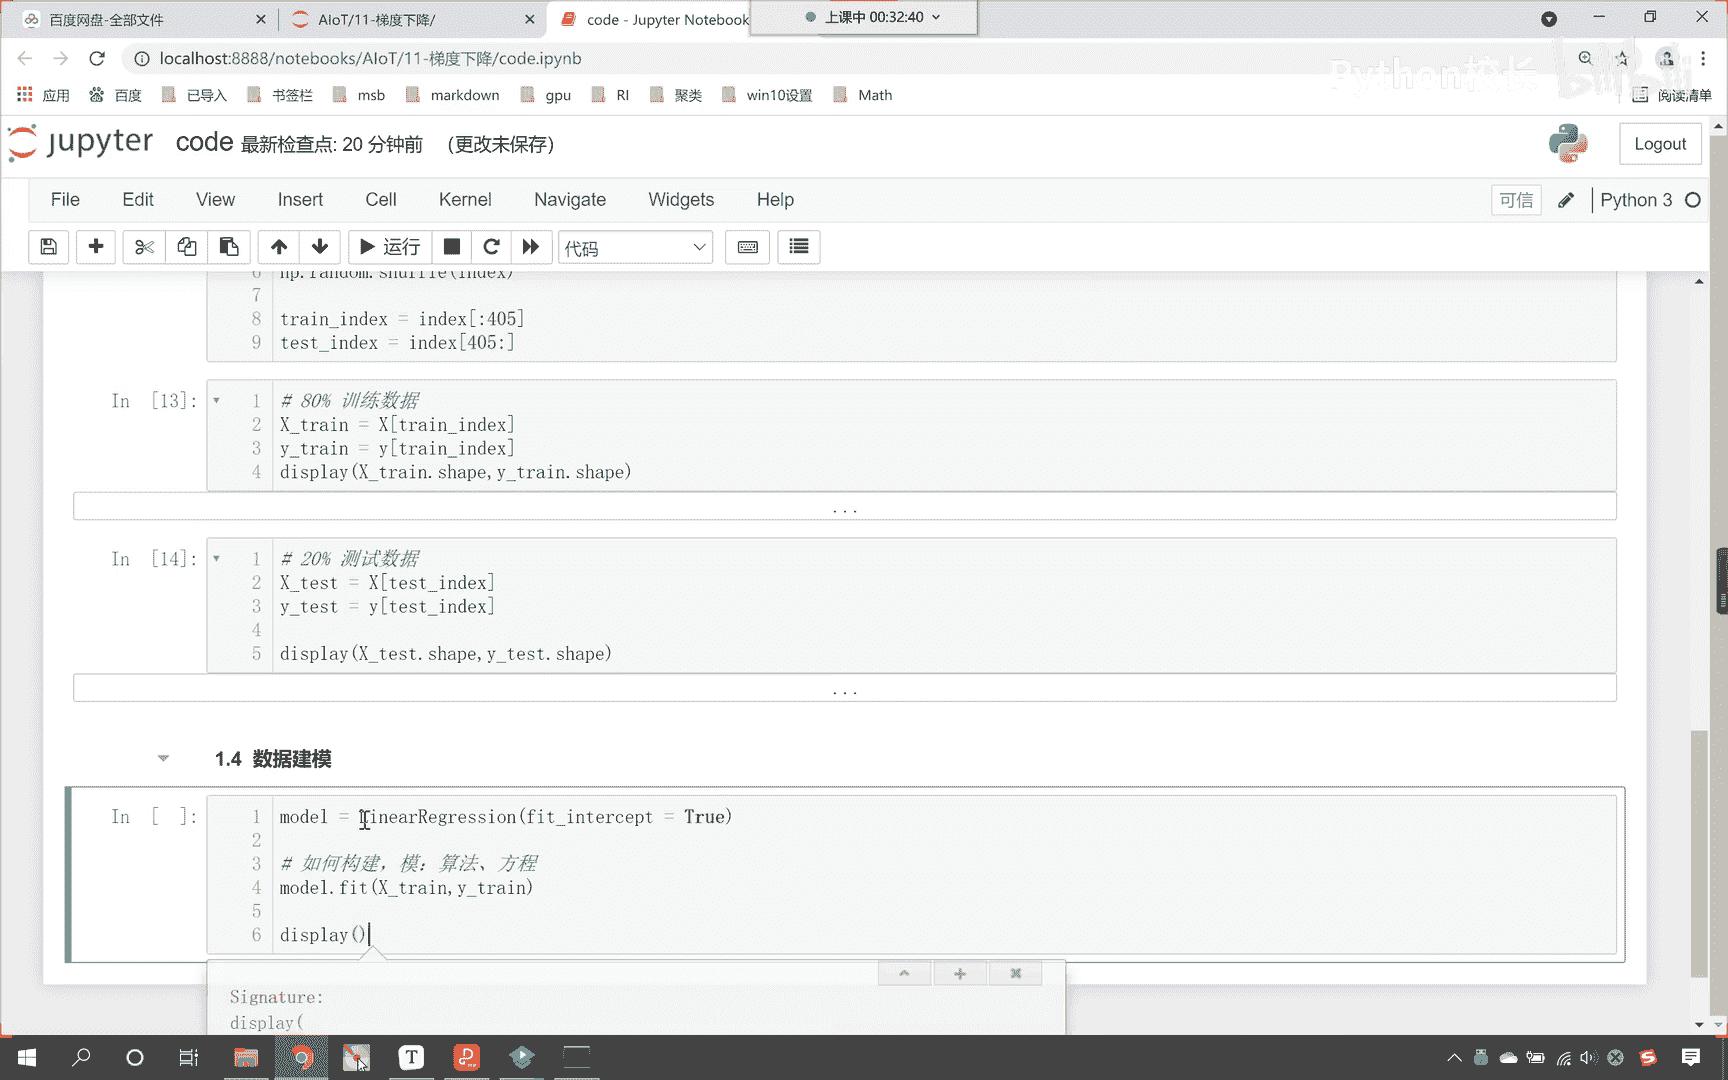 百度网盘-全部文件
AIoT/11-梯度下降/
code - Jupyter Notebook
上课中 00:32:40
localhost:8888/notebooks/AIoT/11-梯度下降/code.ipynb
应用 百度 已导入 书签栏 msb markdown gpu RI 聚类 win10设置 Math 阅读清单
jupyter code 最新检查点: 20 分钟前 (更改未保存) Logout
File Edit View Insert Cell Kernel Navigate Widgets Help 可信 Python 3
运行 代码
6 np.random.shuffle(index)
7
8 train_index = index[:405]
9 test_index = index[405:]
In [13]: 1 # 80% 训练数据
2 X_train = X[train_index]
3 y_train = y[train_index]
4 display(X_train.shape,y_train.shape)
...
In [14]: 1 # 20% 测试数据
2 X_test = X[test_index]
3 y_test = y[test_index]
4
5 display(X_test.shape,y_test.shape)
...
1.4 数据建模
In [ ]: 1 model = LinearRegression(fit_intercept = True)
2
3 # 如何构建，模：算法、方程
4 model.fit(X_train,y_train)
5
6 display()
Signature:
display(